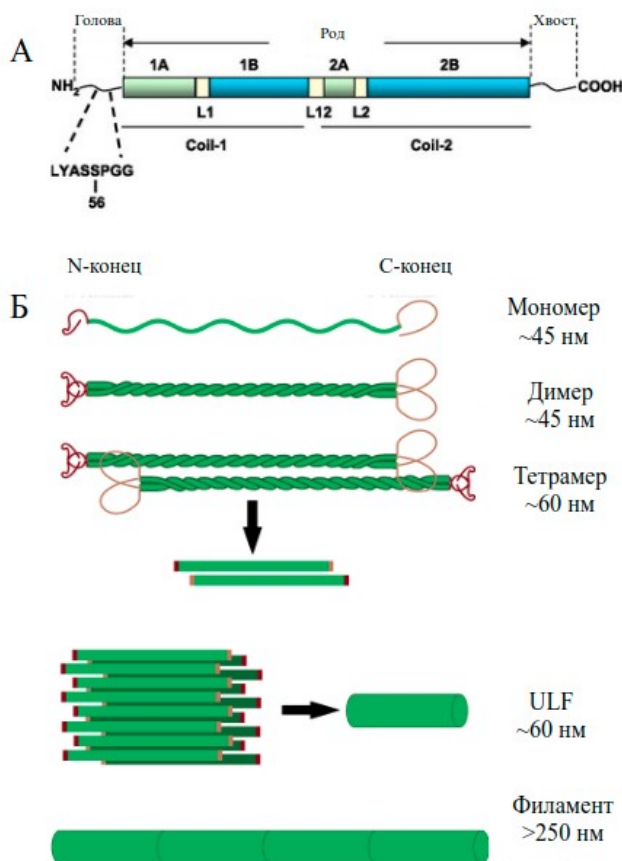 А
Голова
Род
Хвост
1A 1B 2A 2B
NH2
COOH
L1 L12 L2
Coil-1 Coil-2
LYASSPGG
56
N-конец C-конец
Б
Мономер
~45 нм
Димер
~45 нм
Тетрамер
~60 нм
ULF
~60 нм
Филамент
>250 нм